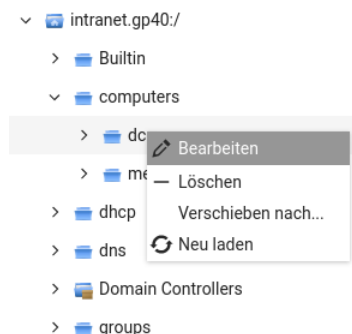 intranet.gp40:/
Builtin
computers
dc
Bearbeiten
me
Löschen
Verschieben nach...
dhcp
Neu laden
dns
Domain Controllers
groups